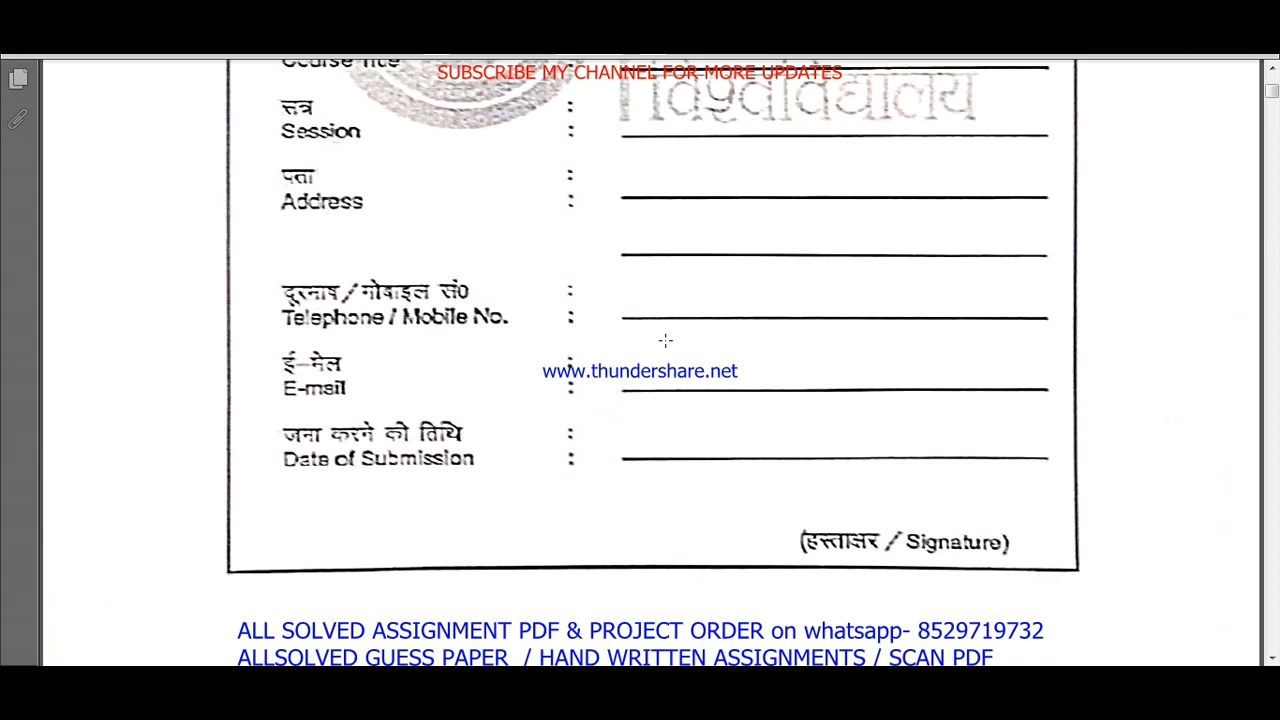 Course Title
SUBSCRIBE MY CHANNEL FOR MORE UPDATES
विश्वविद्यालय
सत्र :
Session :
पता :
Address :
दूरभाष / मोबाइल सं0 :
Telephone / Mobile No. :
ई-मेल :
www.thundershare.net
E-mail :
जमा करने की तिथि :
Date of Submission :
(हस्ताक्षर / Signature)
ALL SOLVED ASSIGNMENT PDF & PROJECT ORDER on whatsapp- 8529719732
ALLSOLVED GUESS PAPER / HAND WRITTEN ASSIGNMENTS / SCAN PDF